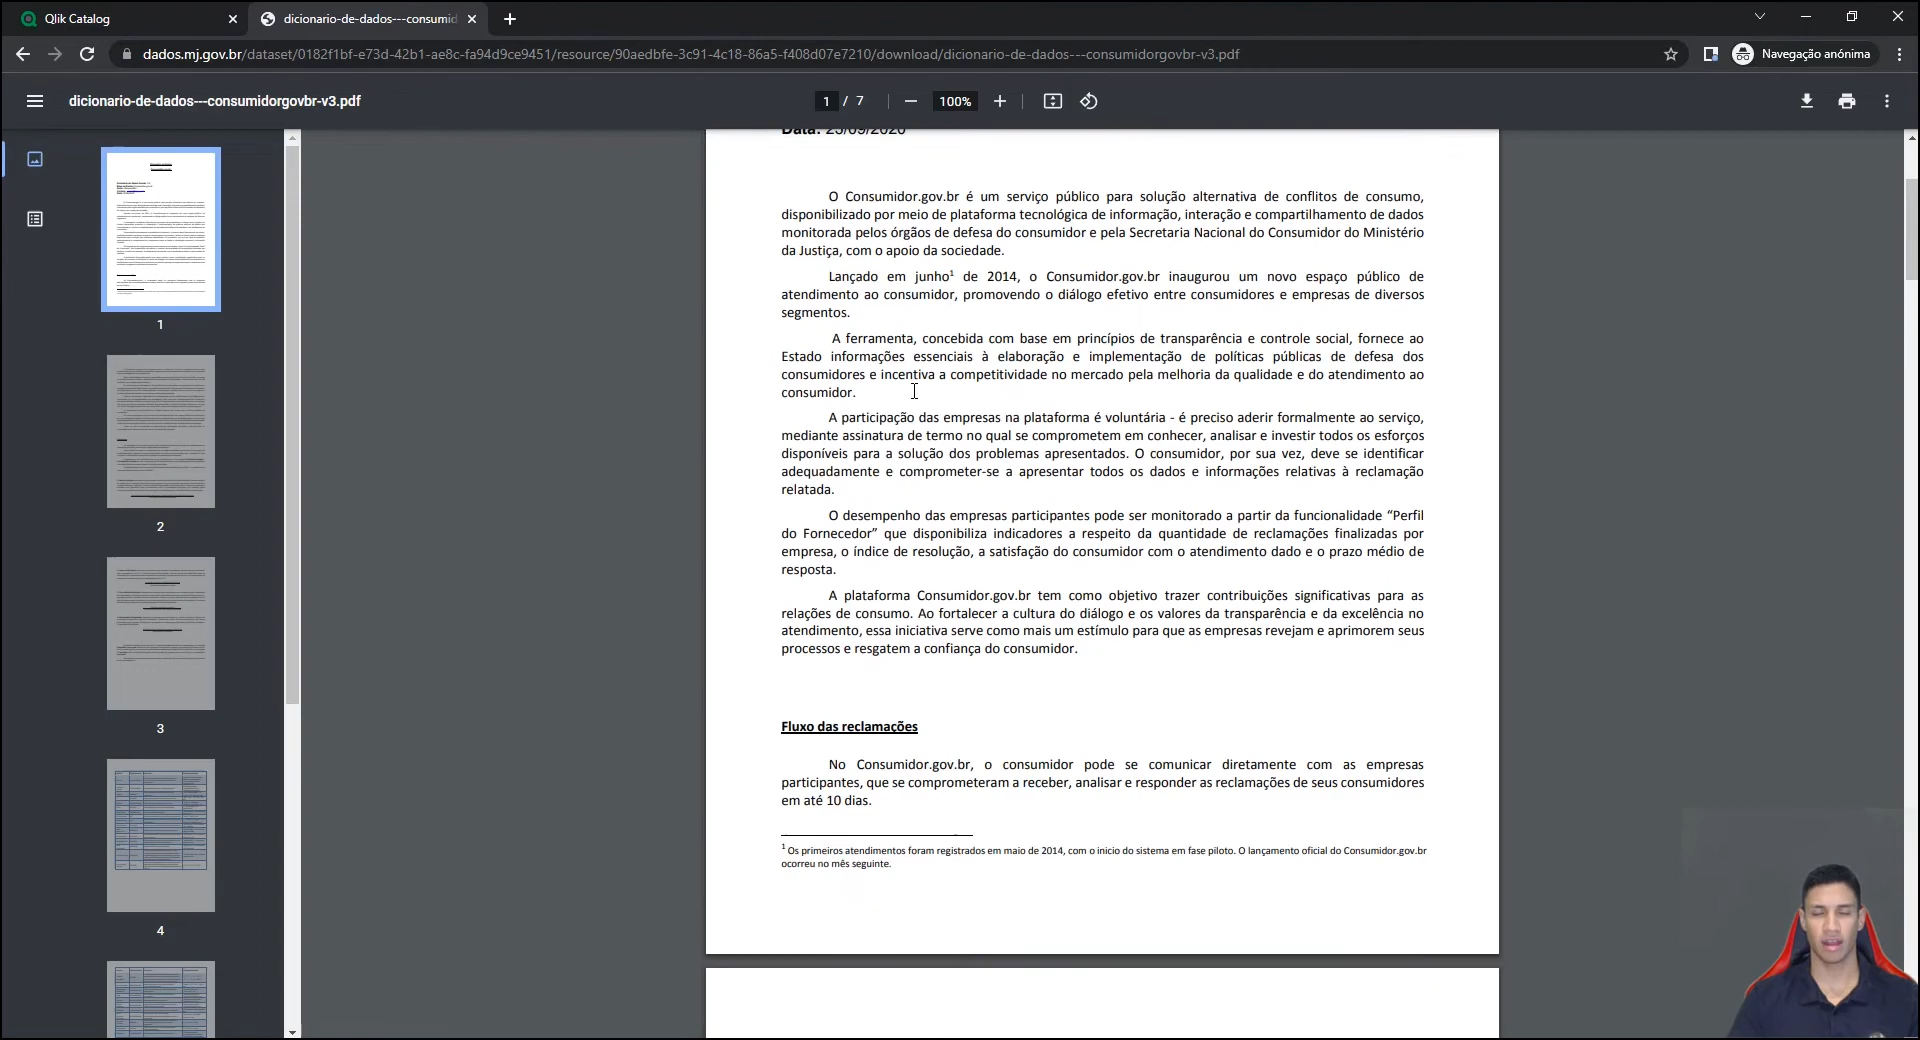 Qlik Catalog
dicionario-de-dados---consumid
dados.mj.gov.br/dataset/0182f1bf-e73d-42b1-ae8c-fa94d9ce9451/resource/90aedbfe-3c91-4c18-86a5-f408d07e7210/download/dicionario-de-dados---consumidorgovbr-v3.pdf
Navegação anónima
dicionario-de-dados---consumidorgovbr-v3.pdf
1 / 7
100%
1
2
3
4
Data: 25/09/2020
O Consumidor.gov.br é um serviço público para solução alternativa de conflitos de consumo,
disponibilizado por meio de plataforma tecnológica de informação, interação e compartilhamento de dados
monitorada pelos órgãos de defesa do consumidor e pela Secretaria Nacional do Consumidor do Ministério
da Justiça, com o apoio da sociedade.
Lançado em junho¹ de 2014, o Consumidor.gov.br inaugurou um novo espaço público de
atendimento ao consumidor, promovendo o diálogo efetivo entre consumidores e empresas de diversos
segmentos.
A ferramenta, concebida com base em princípios de transparência e controle social, fornece ao
Estado informações essenciais à elaboração e implementação de políticas públicas de defesa dos
consumidores e incentiva a competitividade no mercado pela melhoria da qualidade e do atendimento ao
consumidor.
A participação das empresas na plataforma é voluntária - é preciso aderir formalmente ao serviço,
mediante assinatura de termo no qual se comprometem em conhecer, analisar e investir todos os esforços
disponíveis para a solução dos problemas apresentados. O consumidor, por sua vez, deve se identificar
adequadamente e comprometer-se a apresentar todos os dados e informações relativas à reclamação
relatada.
O desempenho das empresas participantes pode ser monitorado a partir da funcionalidade “Perfil
do Fornecedor” que disponibiliza indicadores a respeito da quantidade de reclamações finalizadas por
empresa, o índice de resolução, a satisfação do consumidor com o atendimento dado e o prazo médio de
resposta.
A plataforma Consumidor.gov.br tem como objetivo trazer contribuições significativas para as
relações de consumo. Ao fortalecer a cultura do diálogo e os valores da transparência e da excelência no
atendimento, essa iniciativa serve como mais um estímulo para que as empresas revejam e aprimorem seus
processos e resgatem a confiança do consumidor.
Fluxo das reclamações
No Consumidor.gov.br, o consumidor pode se comunicar diretamente com as empresas
participantes, que se comprometeram a receber, analisar e responder as reclamações de seus consumidores
em até 10 dias.
¹ Os primeiros atendimentos foram registrados em maio de 2014, com o inicio do sistema em fase piloto. O lançamento oficial do Consumidor.gov.br
ocorreu no mês seguinte.